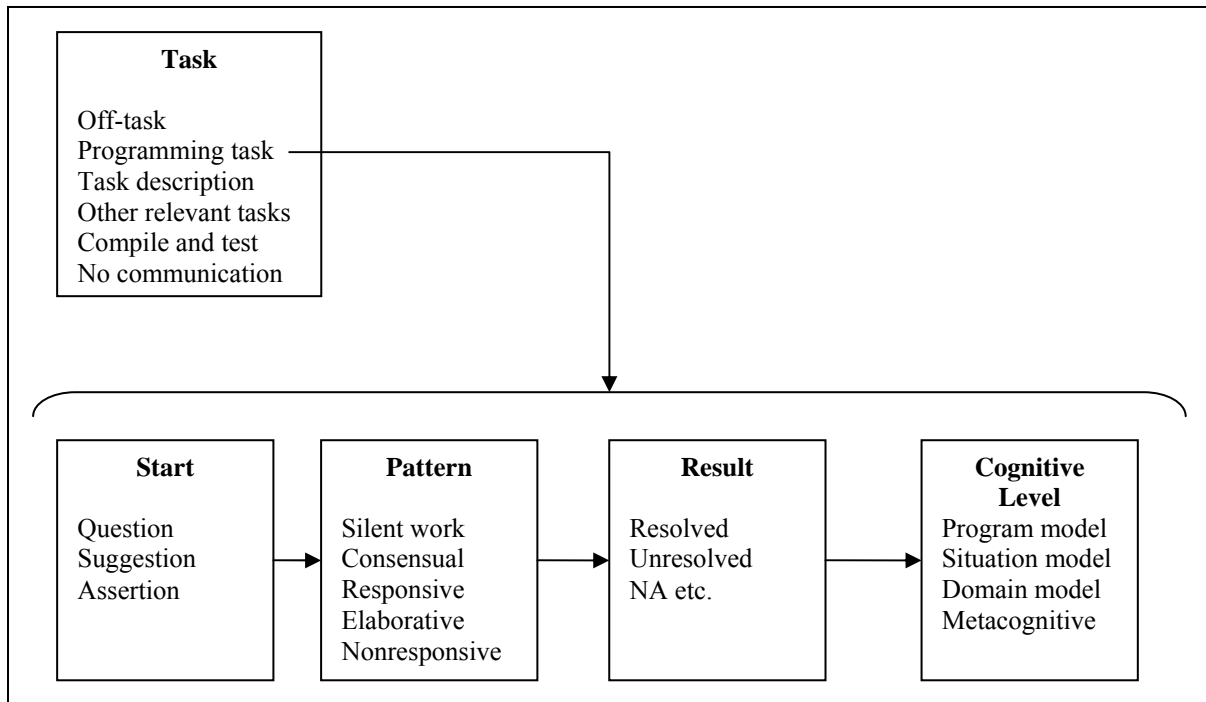 Task
Off-task
Programming task
Task description
Other relevant tasks
Compile and test
No communication
Start
Question
Suggestion
Assertion
Pattern
Silent work
Consensual
Responsive
Elaborative
Nonresponsive
Result
Resolved
Unresolved
NA etc.
Cognitive
Level
Program model
Situation model
Domain model
Metacognitive